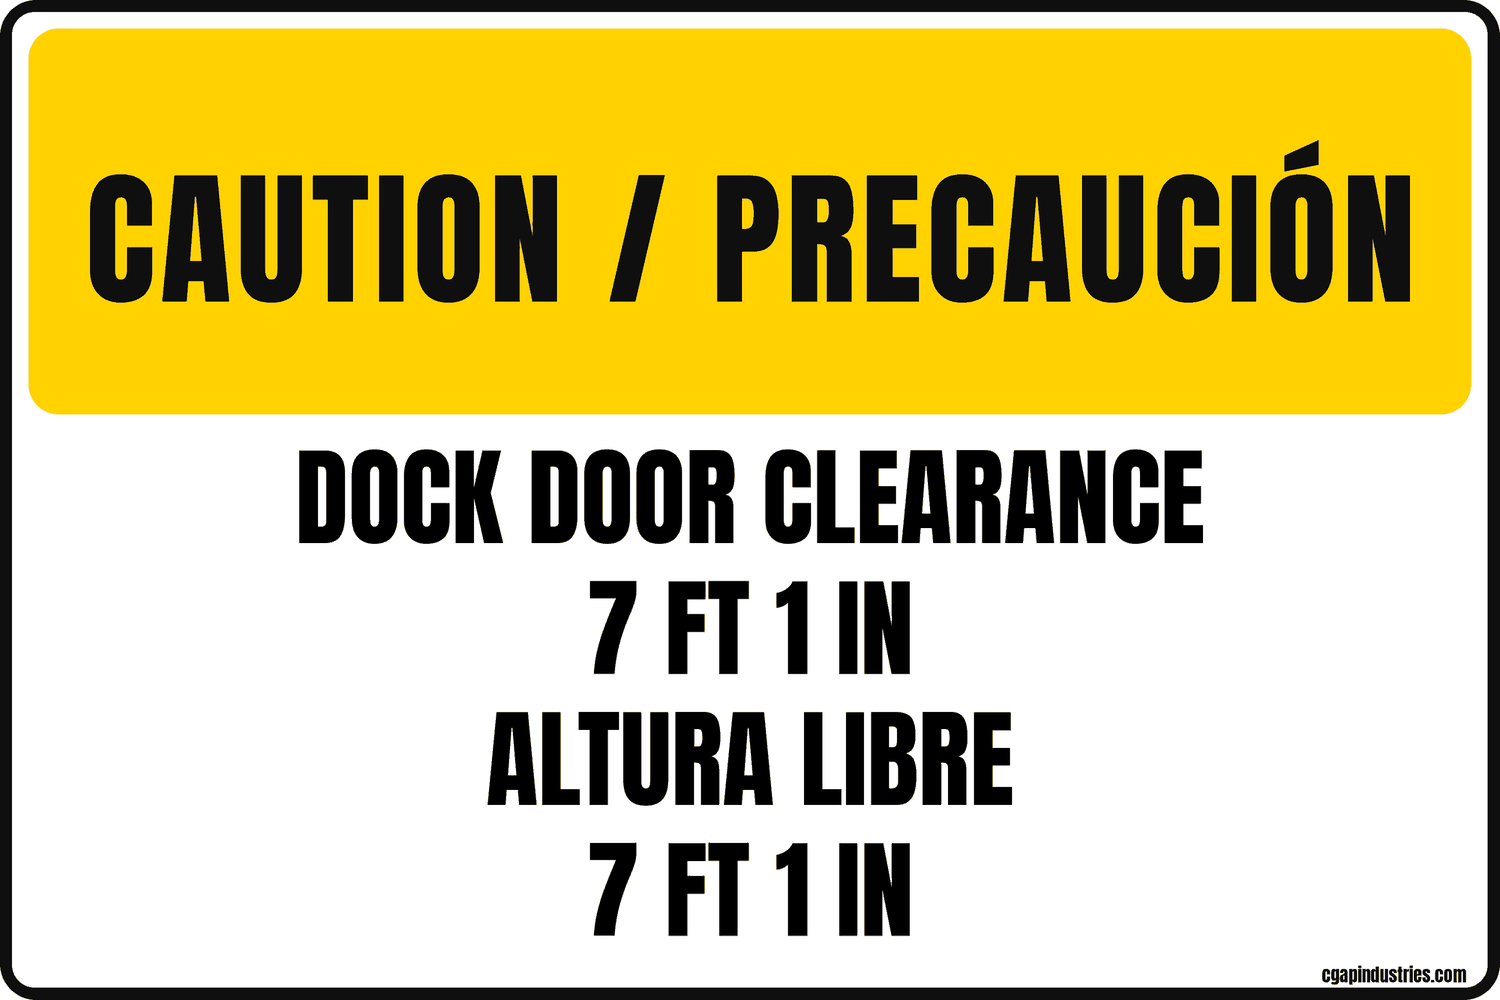 CAUTION / PRECAUCIÓN
DOCK DOOR CLEARANCE
7 FT 1 IN
ALTURA LIBRE
7 FT 1 IN
cgapindustries.com